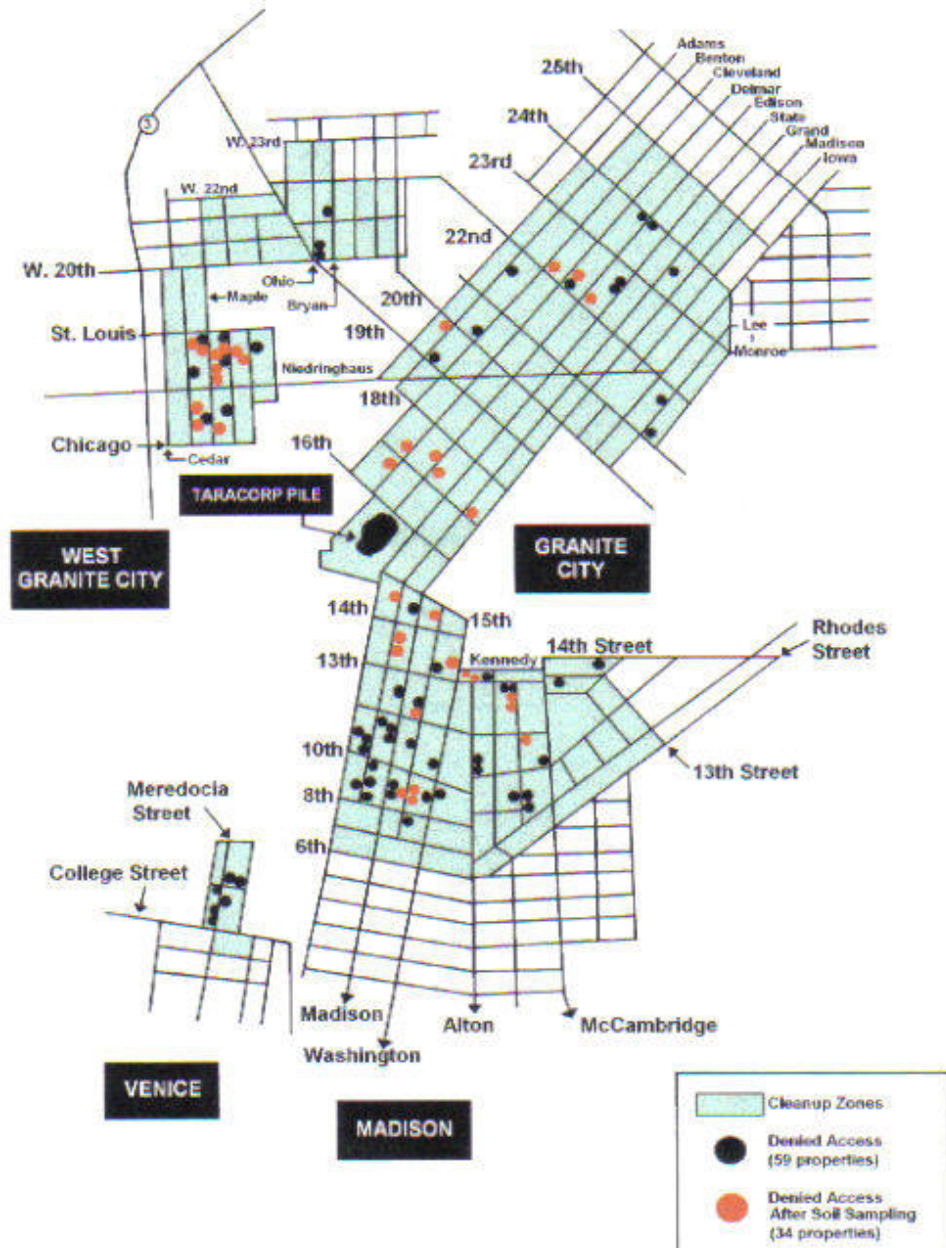 Adams
Benton
Cleveland
Delmar
Edison
State
Grand
Madison
Iowa
25th
24th
23rd
22nd
20th
19th
18th
16th
3
W. 23rd
W. 22nd
W. 20th
Ohio
Bryan
Maple
St. Louis
Niedringhaus
Lee
Monroe
Chicago
Cedar
TARACORP PILE
WEST
GRANITE CITY
GRANITE
CITY
14th
15th
13th
Kennedy
14th Street
Rhodes
Street
10th
13th Street
8th
6th
Meredocia
Street
College Street
Madison
Alton
McCambridge
Washington
VENICE
MADISON
Cleanup Zones
Denied Access
(59 properties)
Denied Access
After Soil Sampling
(34 properties)